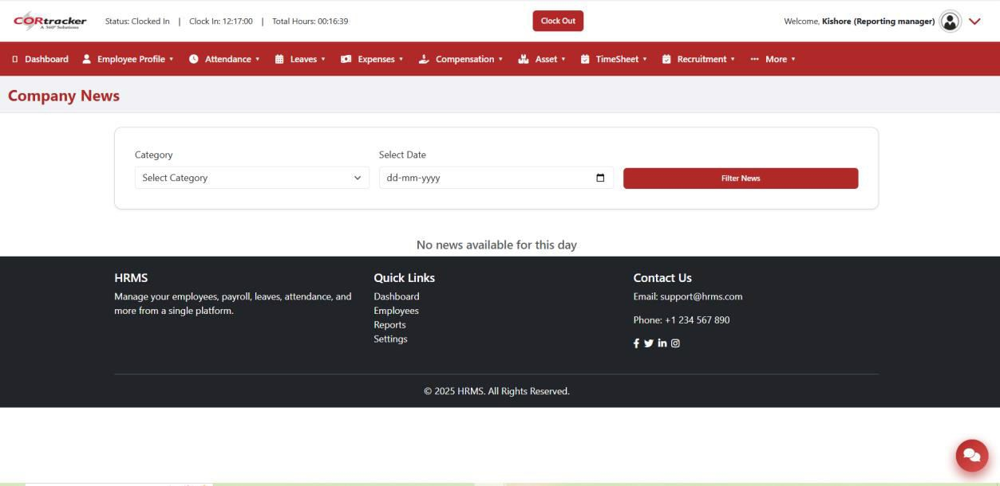 CORtracker
A 360° Solutions
Status: Clocked In | Clock In: 12:17:00 | Total Hours: 00:16:39
Clock Out
Welcome, Kishore (Reporting manager)
Dashboard Employee Profile Attendance Leaves Expenses Compensation Asset TimeSheet Recruitment More
Company News
Category Select Date
Select Category dd-mm-yyyy Filter News
No news available for this day
HRMS
Manage your employees, payroll, leaves, attendance, and
more from a single platform.
Quick Links
Dashboard
Employees
Reports
Settings
Contact Us
Email: support@hrms.com
Phone: +1 234 567 890
© 2025 HRMS. All Rights Reserved.